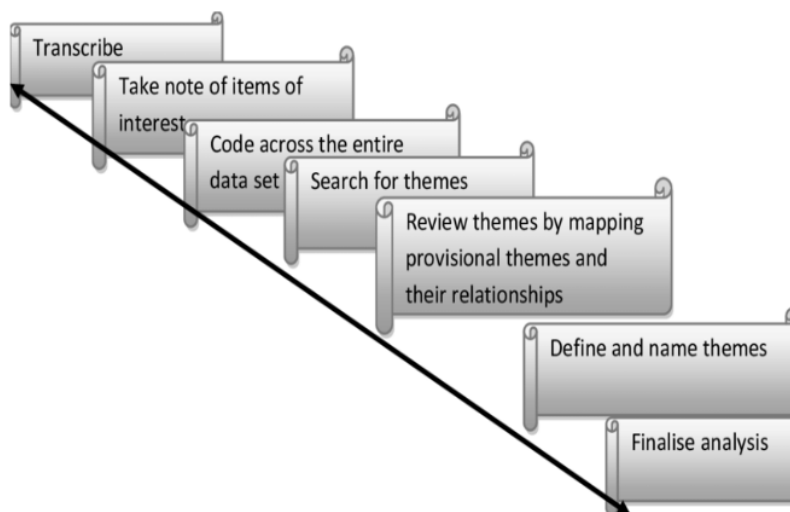 Transcribe
Take note of items of
interest
Code across the entire
data set
Search for themes
Review themes by mapping
provisional themes and
their relationships
Define and name themes
Finalise analysis